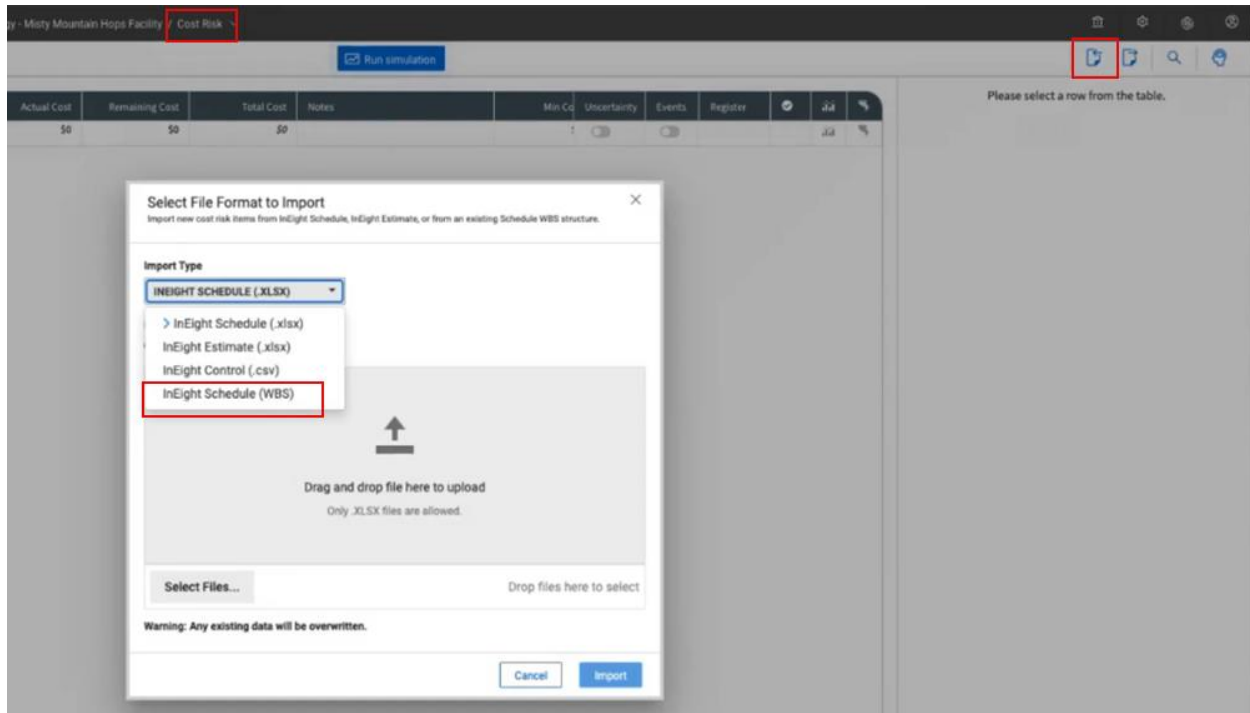 gy - Misty Mountain Hops Facility / Cost Risk
Run simulation
Actual Cost Remaining Cost Total Cost Notes Min Co Uncertainty Events Register
$0 $0 $0
Please select a row from the table.
Select File Format to Import
Import new cost risk items from InEight Schedule, InEight Estimate, or from an existing Schedule WBS structure.
Import Type
INEIGHT SCHEDULE (.XLSX)
InEight Schedule (.xlsx)
InEight Estimate (.xlsx)
InEight Control (.csv)
InEight Schedule (WBS)
Drag and drop file here to upload
Only .XLSX files are allowed.
Select Files...
Drop files here to select
Warning: Any existing data will be overwritten.
Cancel Import